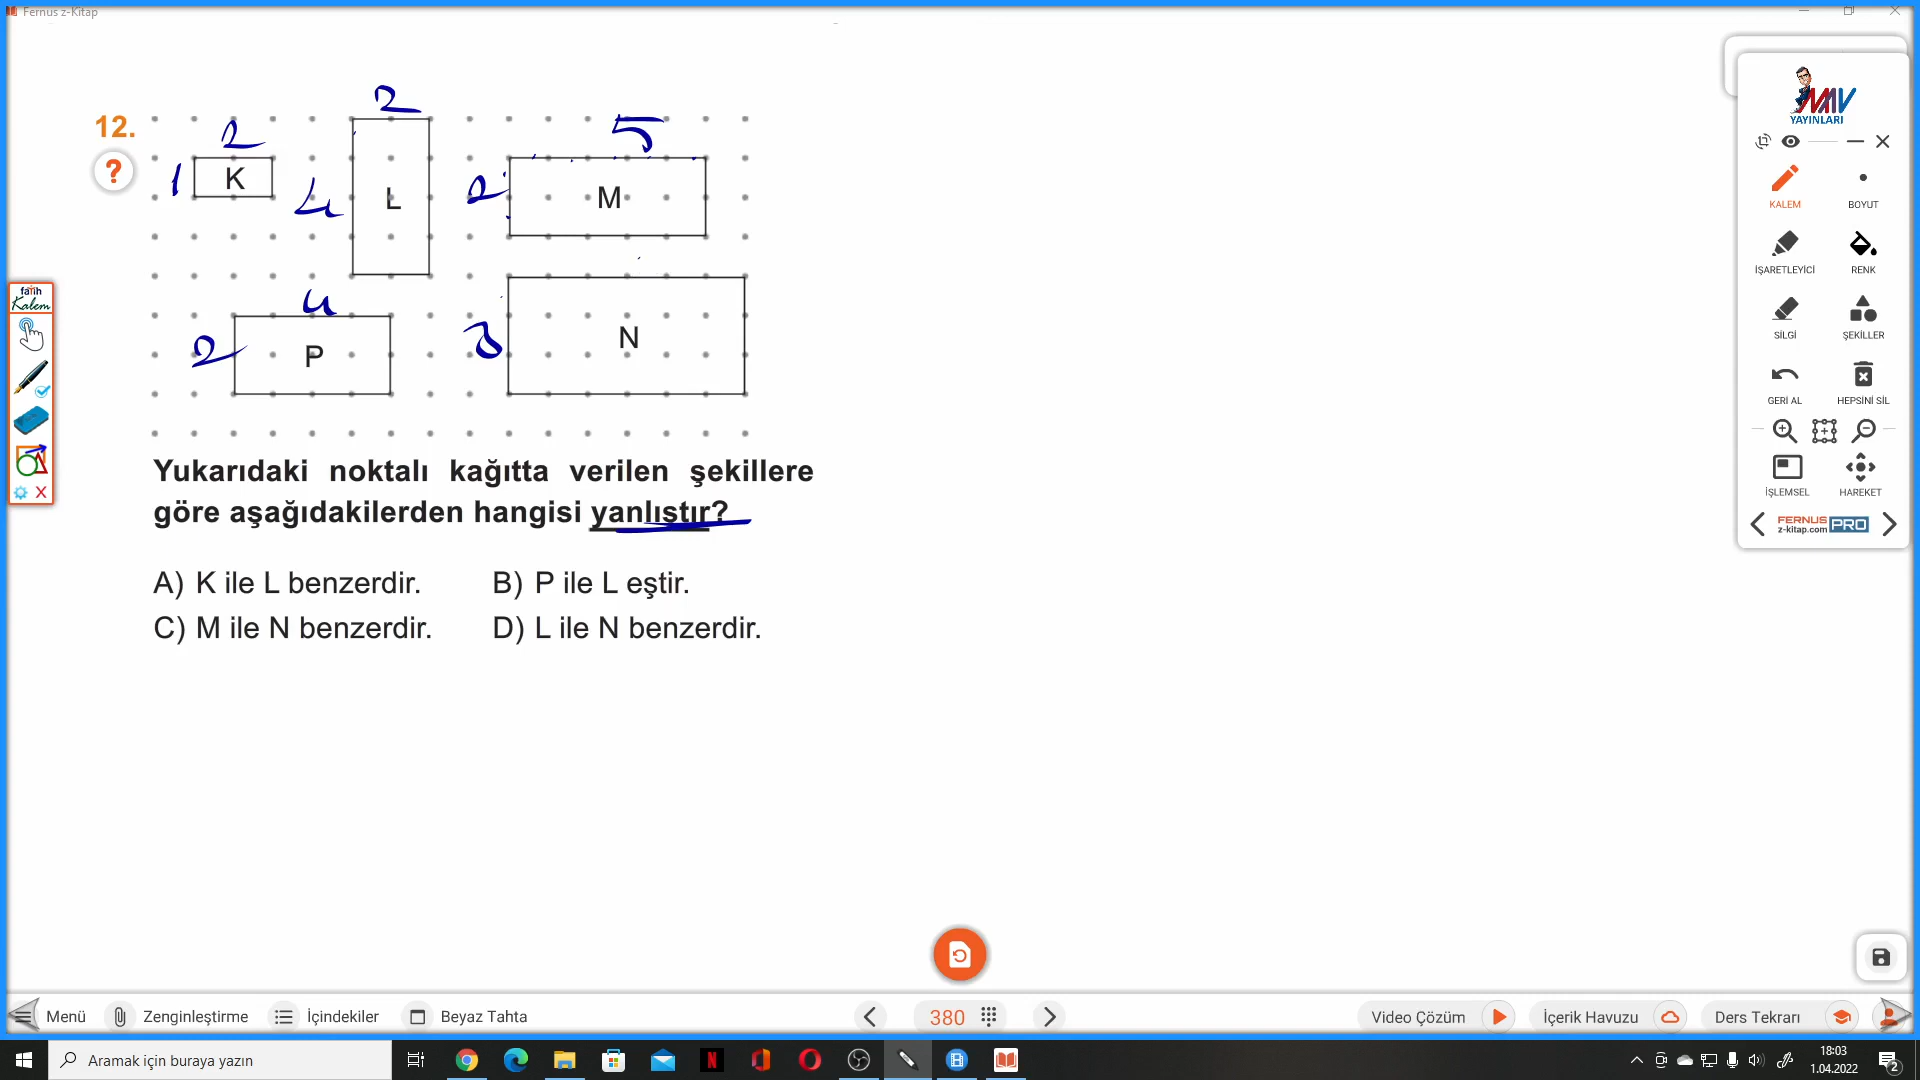 Fernus z-Kitap
12.
?
2
1
K
2
4
L
5
2
M
4
2
P
3
N
Yukarıdaki noktalı kağıtta verilen şekillere
göre aşağıdakilerden hangisi yanlıştır?
A) K ile L benzerdir.
B) P ile L eştir.
C) M ile N benzerdir.
D) L ile N benzerdir.
fatih
Kalem
X
MAV
YAYINLARI
KALEM
BOYUT
İŞARETLEYİCİ
RENK
SİLGİ
ŞEKİLLER
GERİ AL
HEPSİNİ SİL
İŞLEMSEL
HAREKET
FERNUS
z-kitap.com
PRO
Menü
Zenginleştirme
İçindekiler
Beyaz Tahta
380
Video Çözüm
İçerik Havuzu
Ders Tekrarı
Aramak için buraya yazın
N
18:03
1.04.2022
2